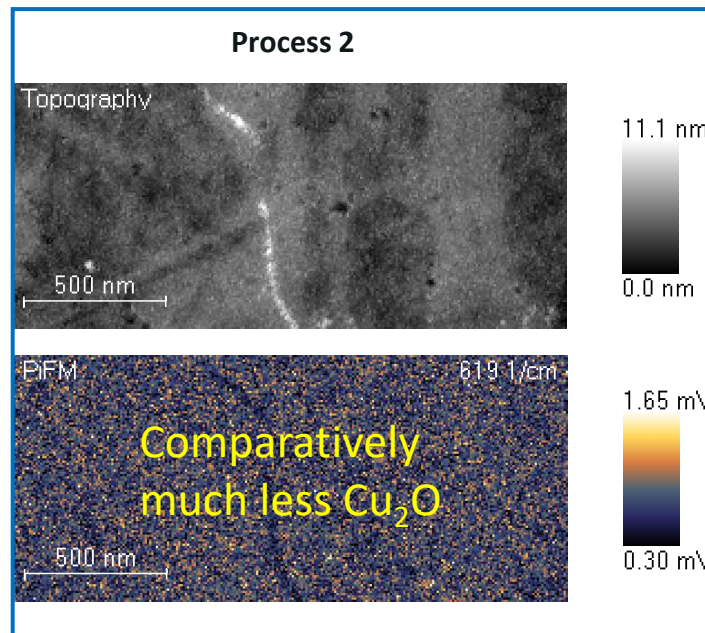 Process 2
Topography
11.1 nm
500 nm
0.0 nm
PiFM 619 1/cm
1.65 mV
Comparatively
much less Cu₂O
500 nm
0.30 mV